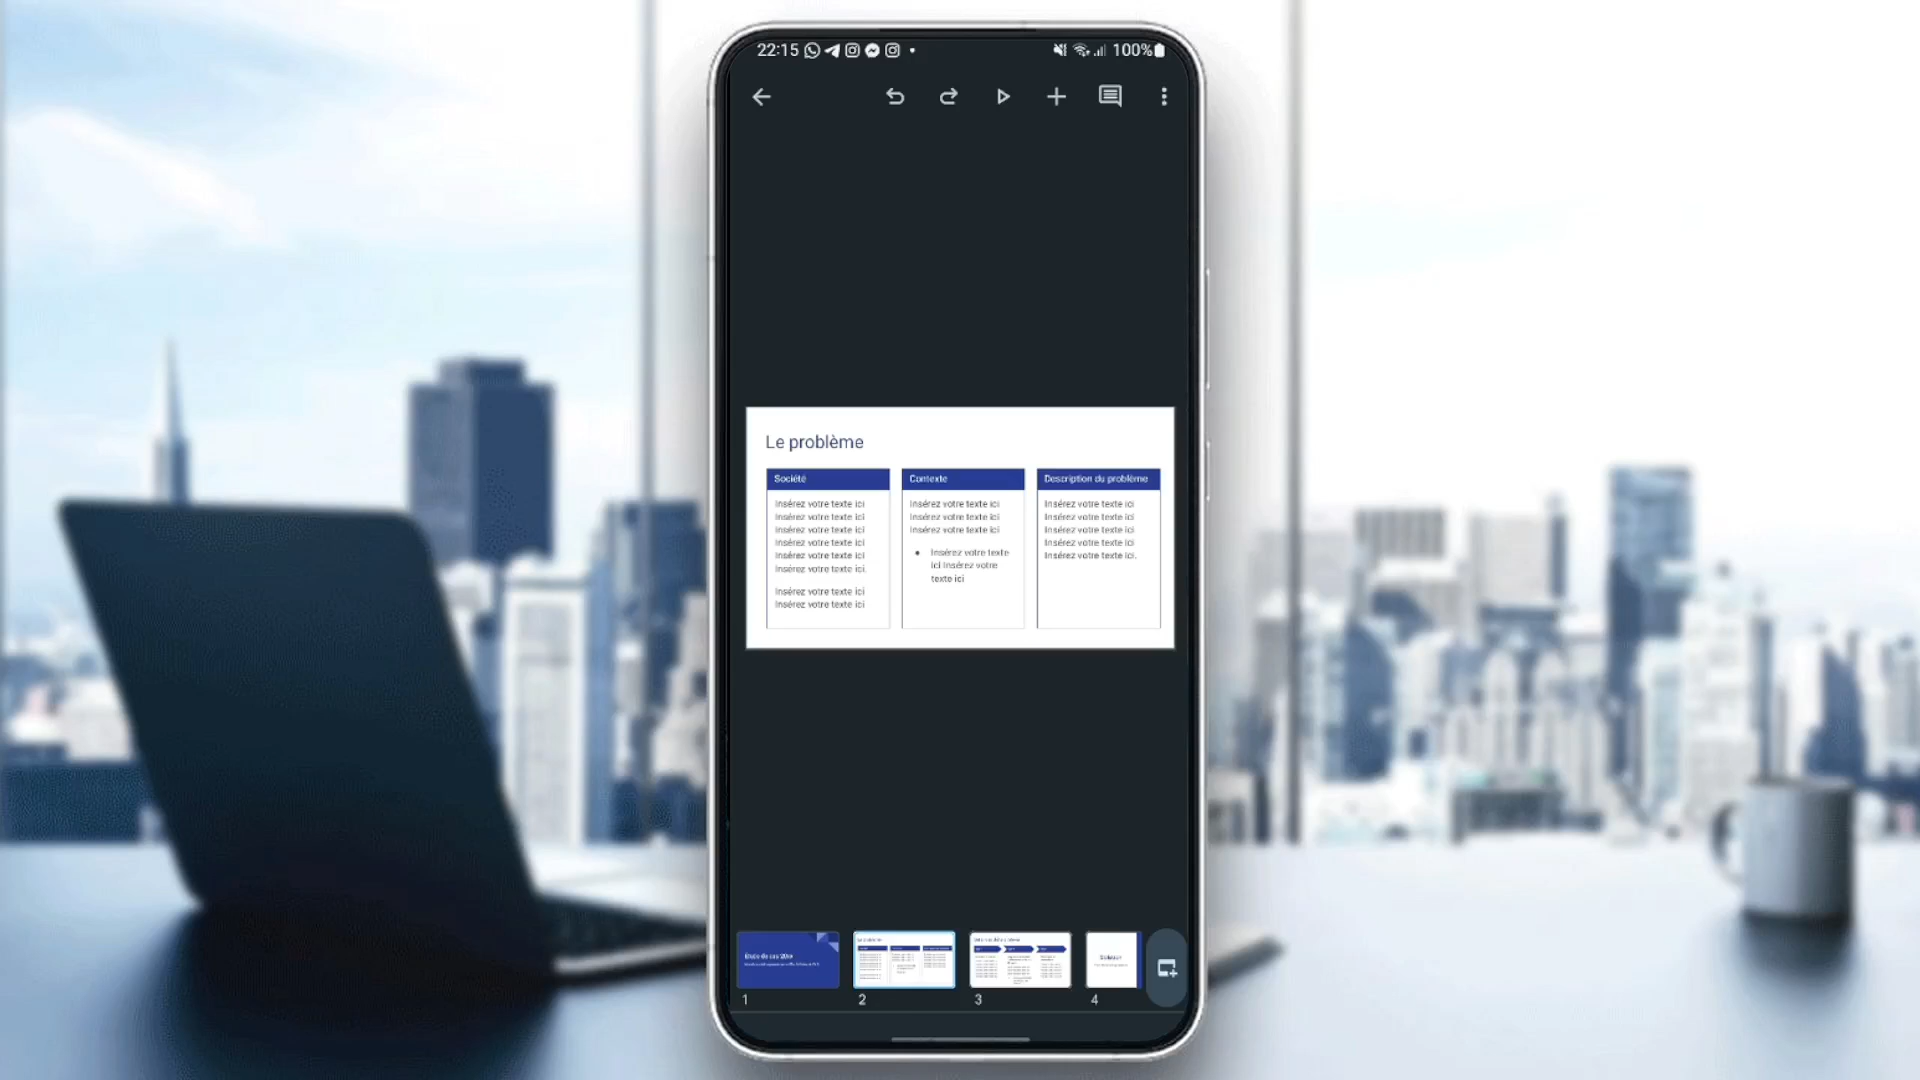 22:15
100%
Le problème
Société
Insérez votre texte ici
Insérez votre texte ici
Insérez votre texte ici
Insérez votre texte ici
Insérez votre texte ici
Insérez votre texte ici.
Insérez votre texte ici
Insérez votre texte ici
Contexte
Insérez votre texte ici
Insérez votre texte ici
Insérez votre texte ici
Insérez votre texte
ici Insérez votre
texte ici
Description du problème
Insérez votre texte ici
Insérez votre texte ici
Insérez votre texte ici
Insérez votre texte ici
Insérez votre texte ici.
1
2
3
4